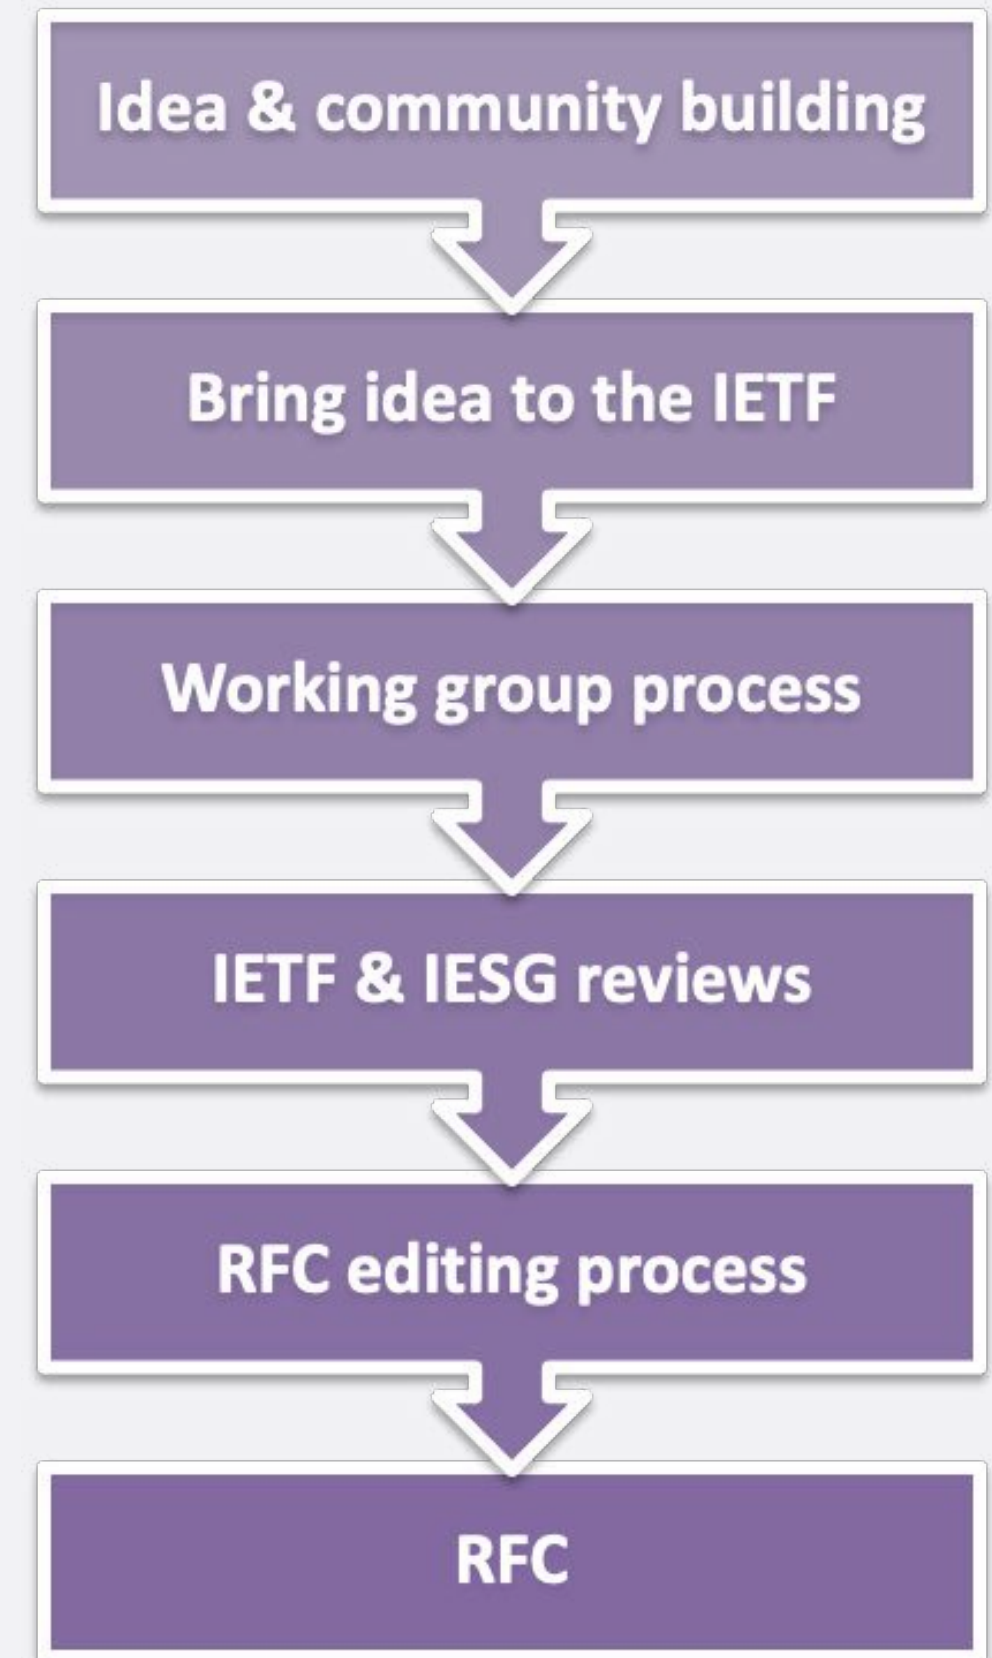 Idea & community building
Bring idea to the IETF
Working group process
IETF & IESG reviews
RFC editing process
RFC